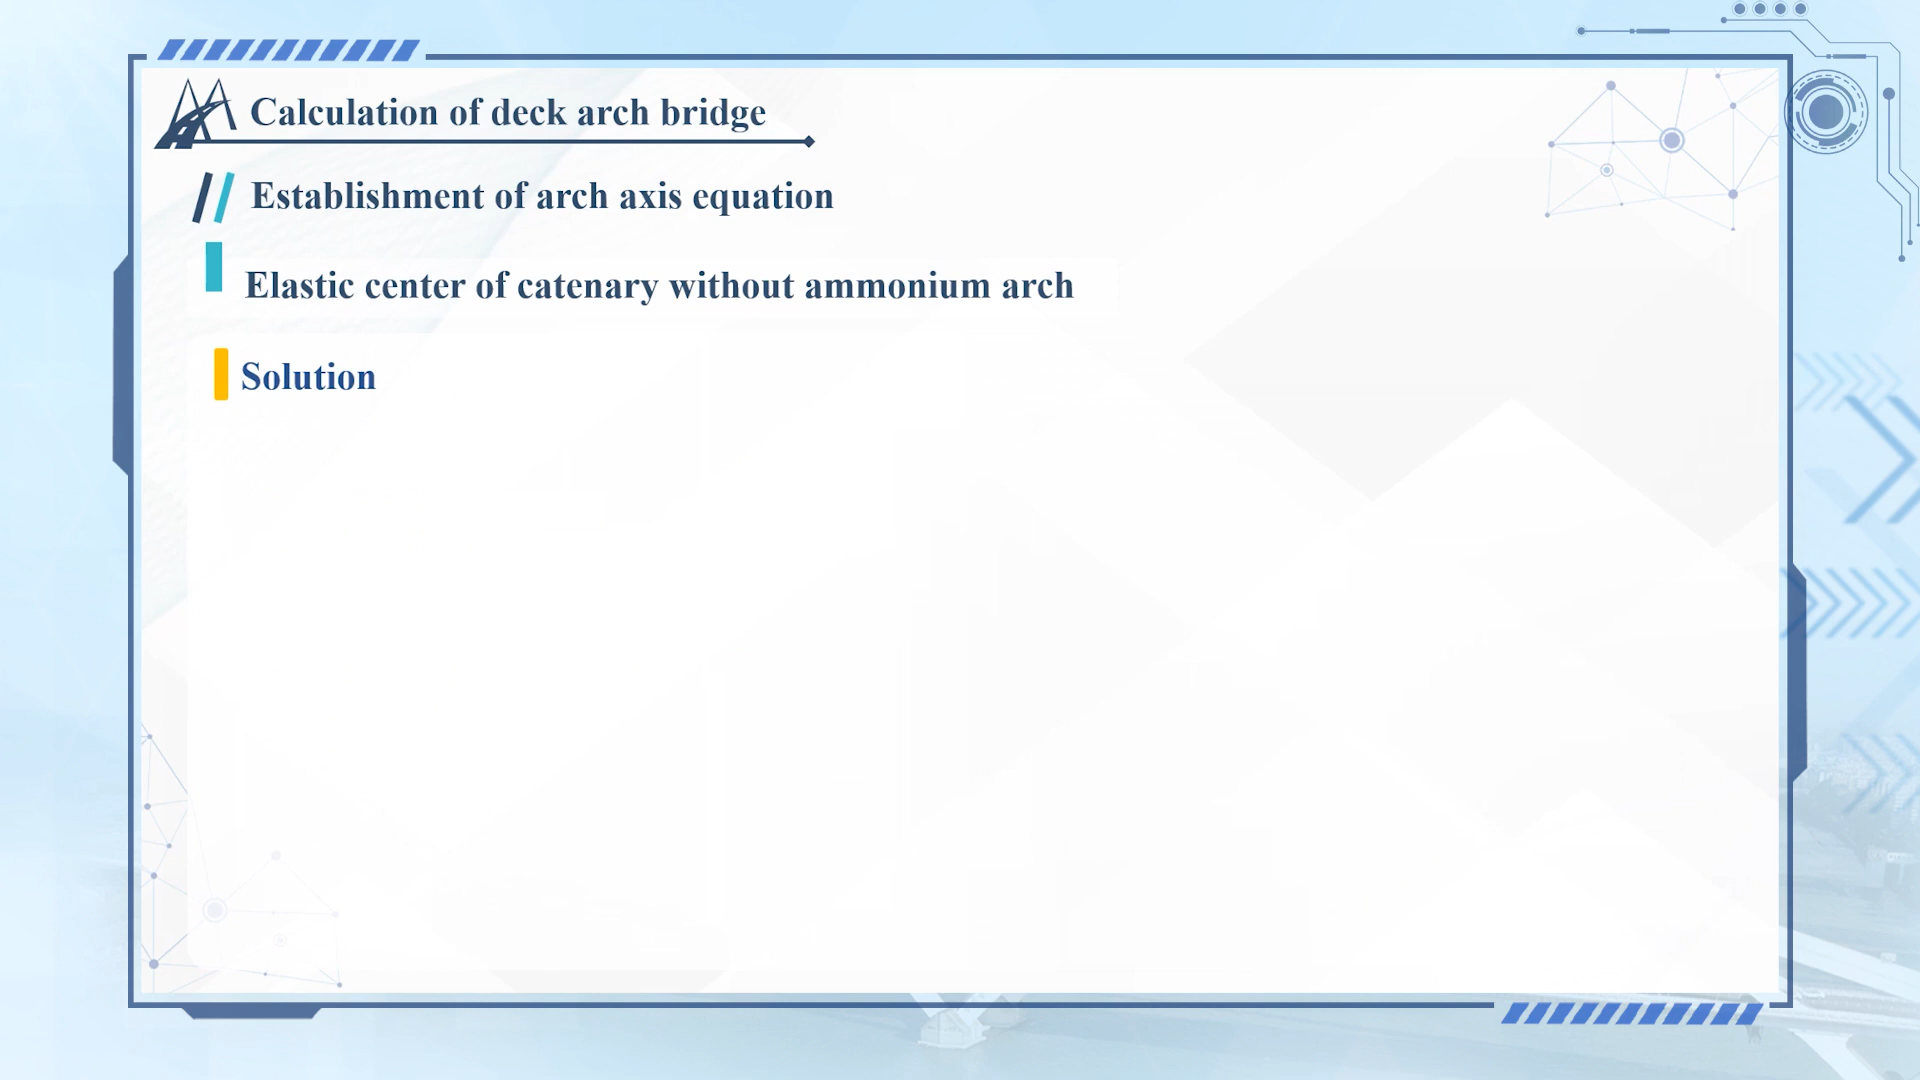 Calculation of deck arch bridge
Establishment of arch axis equation
Elastic center of catenary without ammonium arch
Solution